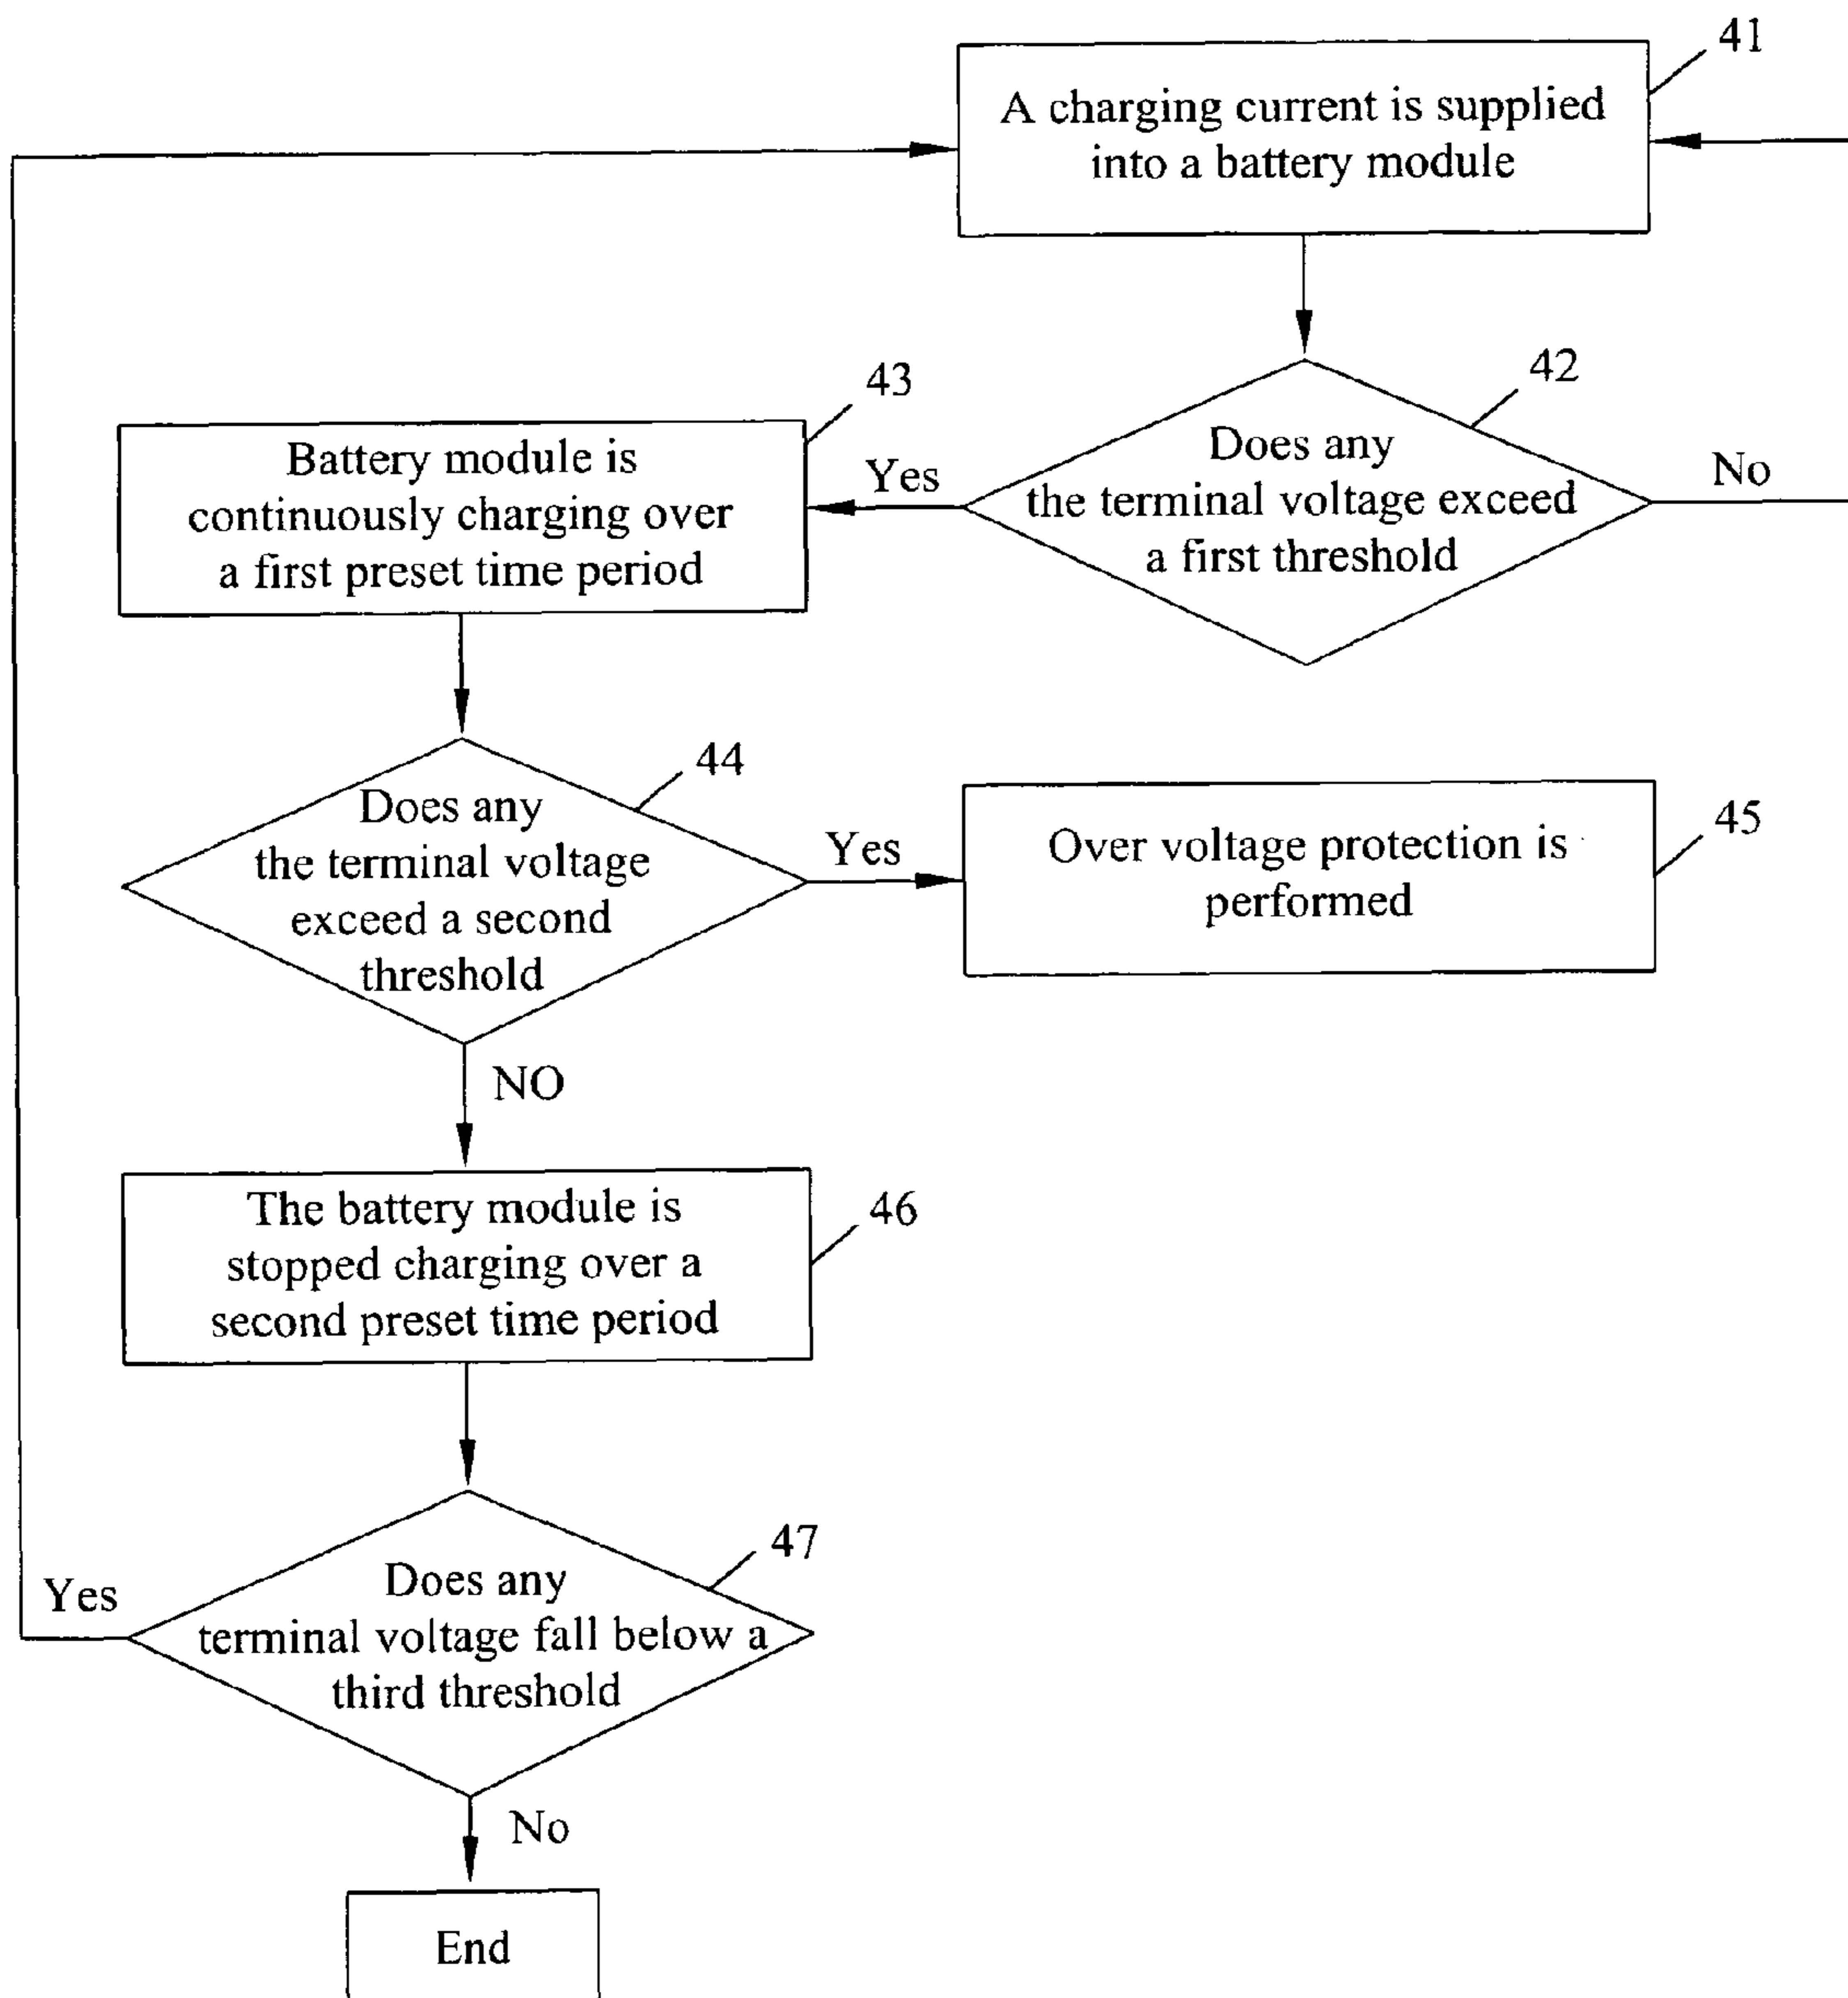 41
A charging current is supplied
into a battery module
42
Does any
the terminal voltage exceed
a first threshold
Yes
No
43
Battery module is
continuously charging over
a first preset time period
44
Does any
the terminal voltage
exceed a second
threshold
Yes
45
Over voltage protection is
performed
NO
46
The battery module is
stopped charging over a
second preset time period
47
Does any
terminal voltage fall below a
third threshold
Yes
No
End